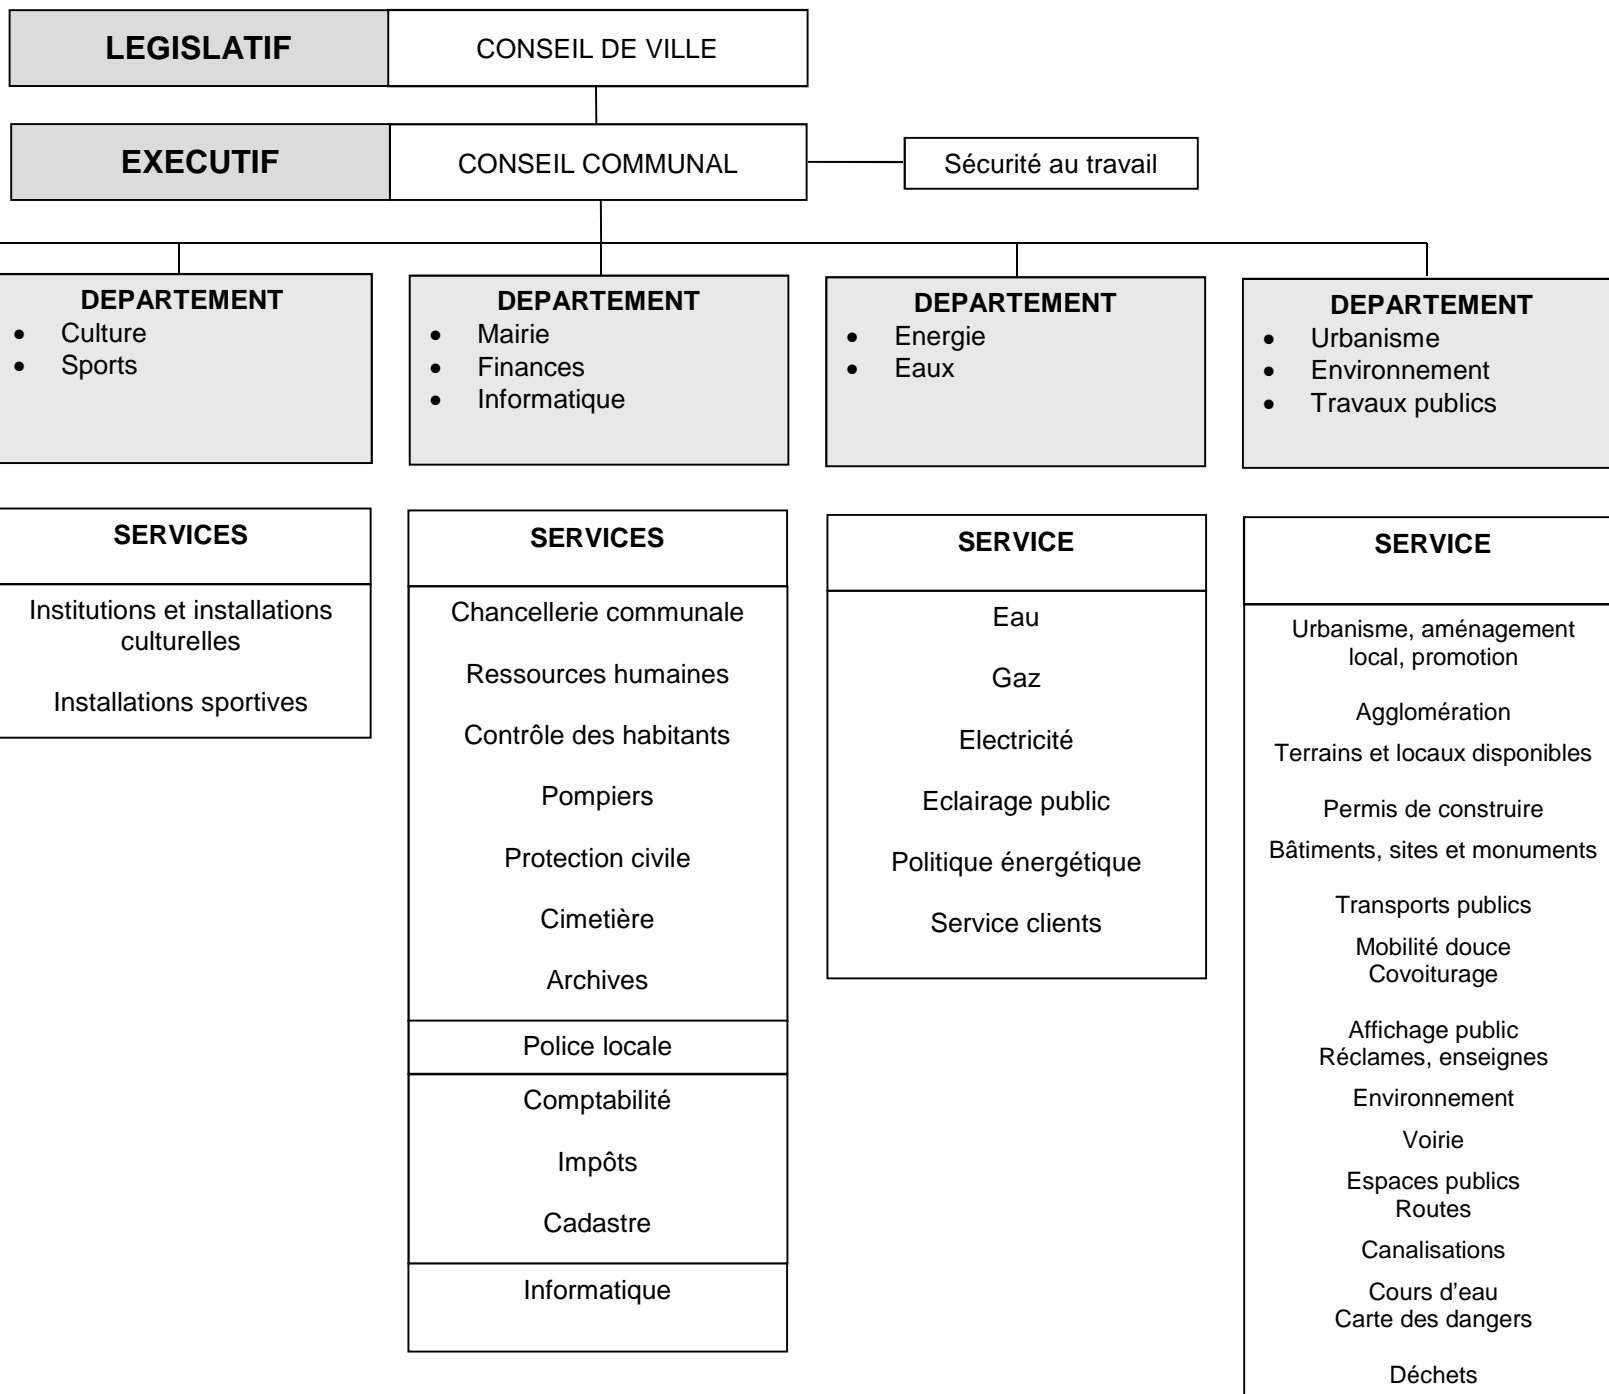 LEGISLATIF
CONSEIL DE VILLE
EXECUTIF
CONSEIL COMMUNAL
Sécurité au travail
DEPARTEMENT
• Culture
• Sports
DEPARTEMENT
• Mairie
• Finances
• Informatique
DEPARTEMENT
• Energie
• Eaux
DEPARTEMENT
• Urbanisme
• Environnement
• Travaux publics
SERVICES
Institutions et installations
culturelles
Installations sportives
SERVICES
Chancellerie communale
Ressources humaines
Contrôle des habitants
Pompiers
Protection civile
Cimetière
Archives
Police locale
Comptabilité
Impôts
Cadastre
Informatique
SERVICE
Eau
Gaz
Electricité
Eclairage public
Politique énergétique
Service clients
SERVICE
Urbanisme, aménagement
local, promotion
Agglomération
Terrains et locaux disponibles
Permis de construire
Bâtiments, sites et monuments
Transports publics
Mobilité douce
Covoiturage
Affichage public
Réclames, enseignes
Environnement
Voirie
Espaces publics
Routes
Canalisations
Cours d'eau
Carte des dangers
Déchets